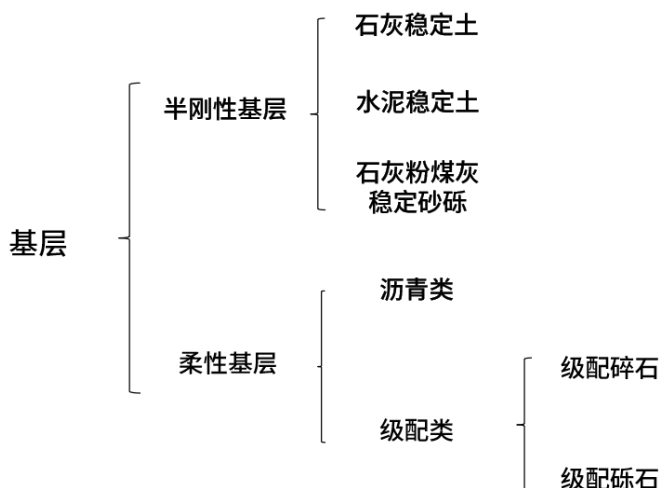 石灰稳定土
半刚性基层
水泥稳定土
石灰粉煤灰
稳定砂砾
基层
沥青类
柔性基层
级配碎石
级配类
级配砾石